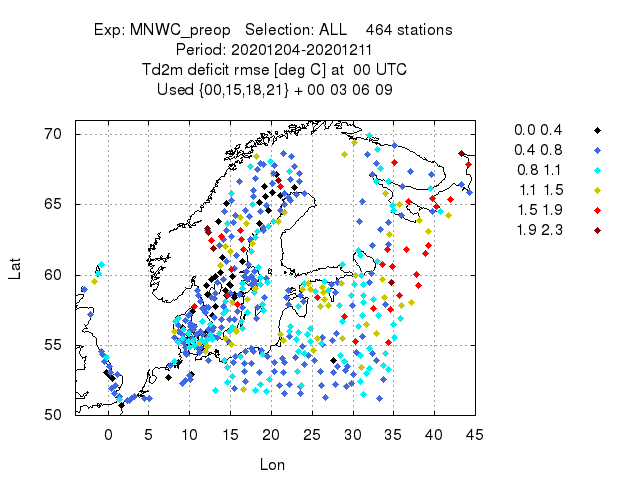 Exp: MNWC_preop   Selection: ALL    464 stations
Period: 20201204-20201211
Td2m deficit rmse [deg C] at  00 UTC
Used {00,15,18,21} + 00 03 06 09
0.0 0.4
0.4 0.8
0.8 1.1
1.1 1.5
1.5 1.9
1.9 2.3
70
65
60
55
50
Lat
0 5 10 15 20 25 30 35 40 45
Lon